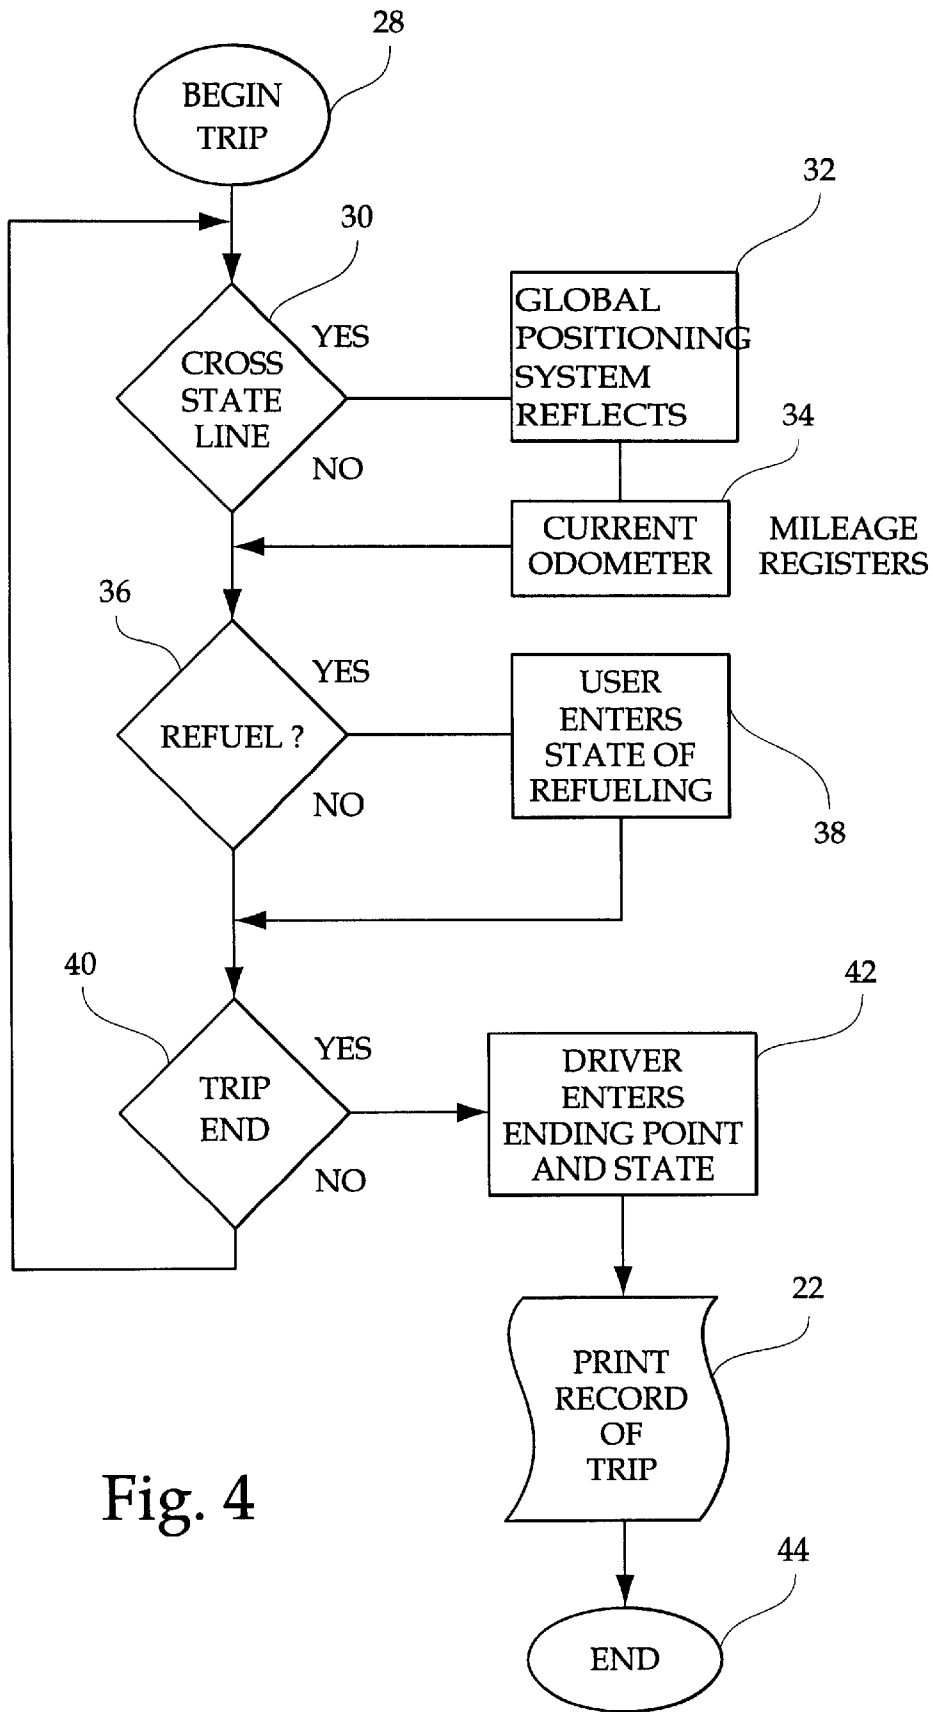 28
BEGIN
TRIP
32
30
GLOBAL
POSITIONING
SYSTEM
REFLECTS
YES
CROSS
STATE
LINE
NO
34
CURRENT
ODOMETER
MILEAGE
REGISTERS
36
YES
REFUEL ?
NO
USER
ENTERS
STATE OF
REFUELING
38
40
YES
TRIP
END
NO
42
DRIVER
ENTERS
ENDING POINT
AND STATE
22
PRINT
RECORD
OF
TRIP
Fig. 4
44
END